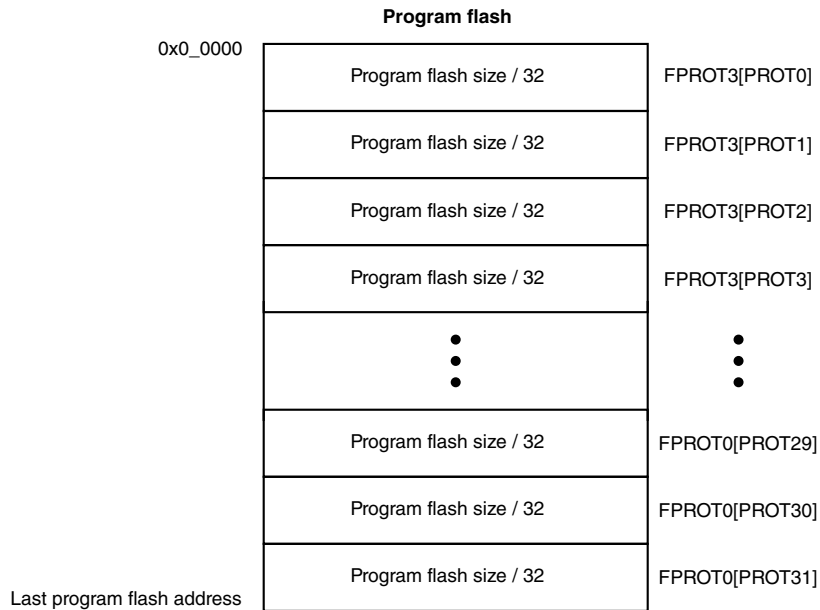 Program flash
0x0_0000
Program flash size / 32 FPROT3[PROT0]
Program flash size / 32 FPROT3[PROT1]
Program flash size / 32 FPROT3[PROT2]
Program flash size / 32 FPROT3[PROT3]
Program flash size / 32 FPROT0[PROT29]
Program flash size / 32 FPROT0[PROT30]
Program flash size / 32 FPROT0[PROT31]
Last program flash address